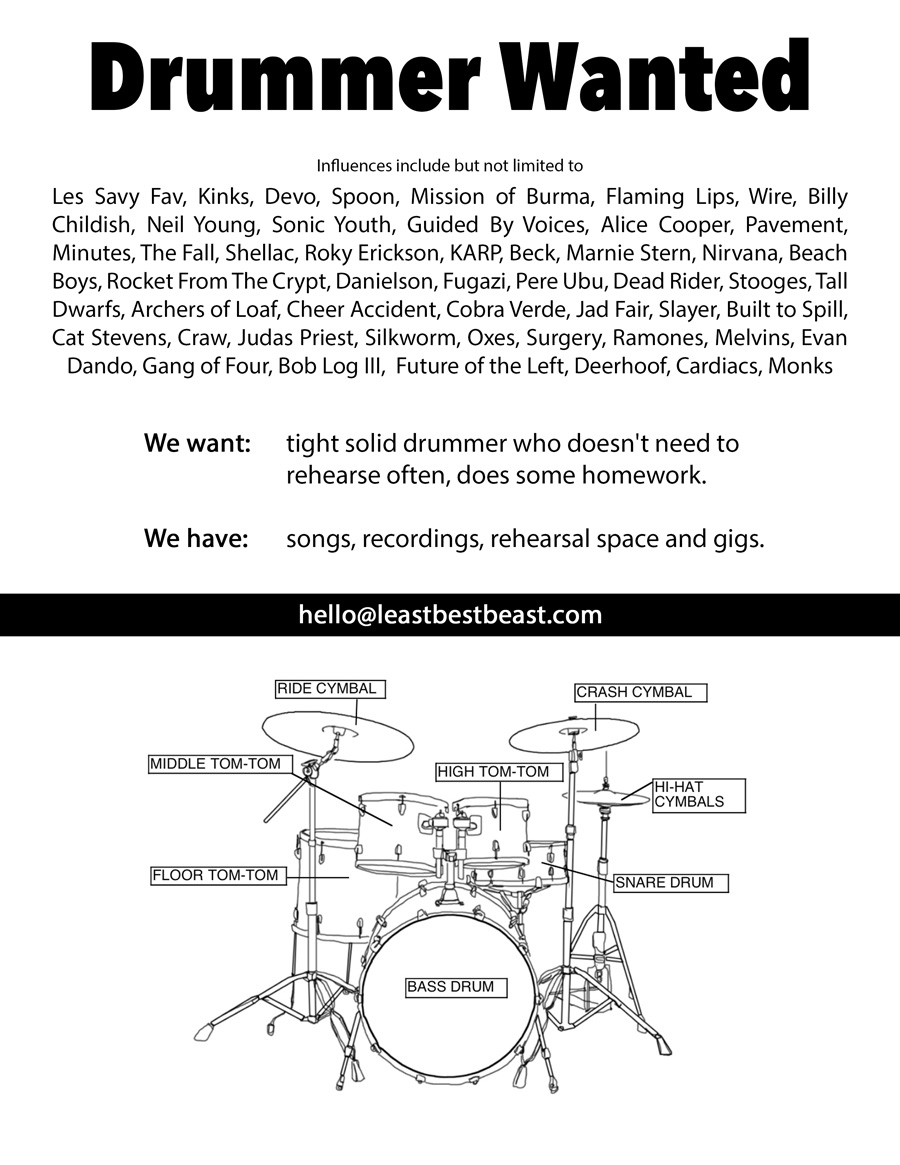 Drummer Wanted
Influences include but not limited to
Les Savy Fav, Kinks, Devo, Spoon, Mission of Burma, Flaming Lips, Wire, Billy
Childish, Neil Young, Sonic Youth, Guided By Voices, Alice Cooper, Pavement,
Minutes, The Fall, Shellac, Roky Erickson, KARP, Beck, Marnie Stern, Nirvana, Beach
Boys, Rocket From The Crypt, Danielson, Fugazi, Pere Ubu, Dead Rider, Stooges, Tall
Dwarfs, Archers of Loaf, Cheer Accident, Cobra Verde, Jad Fair, Slayer, Built to Spill,
Cat Stevens, Craw, Judas Priest, Silkworm, Oxes, Surgery, Ramones, Melvins, Evan
Dando, Gang of Four, Bob Log III, Future of the Left, Deerhoof, Cardiacs, Monks
We want: tight solid drummer who doesn't need to
rehearse often, does some homework.
We have: songs, recordings, rehearsal space and gigs.
hello@leastbestbeast.com
RIDE CYMBAL
CRASH CYMBAL
MIDDLE TOM-TOM
HIGH TOM-TOM
HI-HAT
CYMBALS
FLOOR TOM-TOM
SNARE DRUM
BASS DRUM